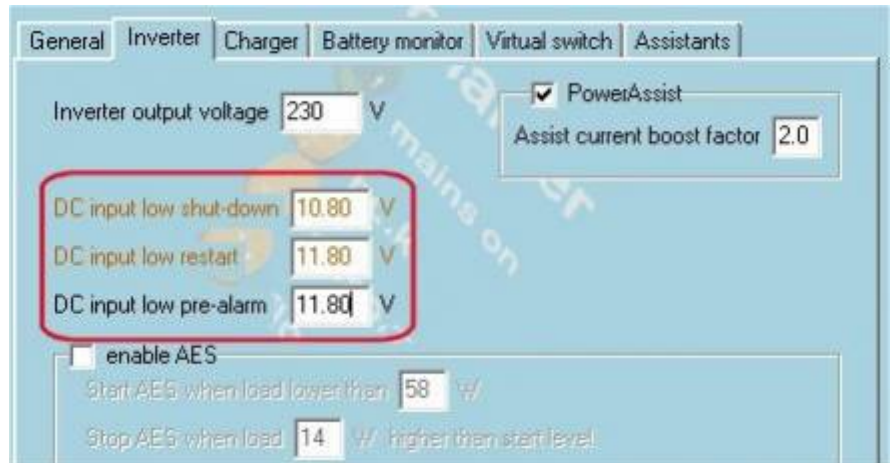 General Inverter Charger Battery monitor Virtual switch Assistants
Inverter output voltage 230 V
PowerAssist
Assist current boost factor 2.0
DC input low shut-down 10.80 V
DC input low restart 11.80 V
DC input low pre-alarm 11.80 V
enable AES
Start AES when load lower than 58 W
Stop AES when load 14 W higher than start level
mains on